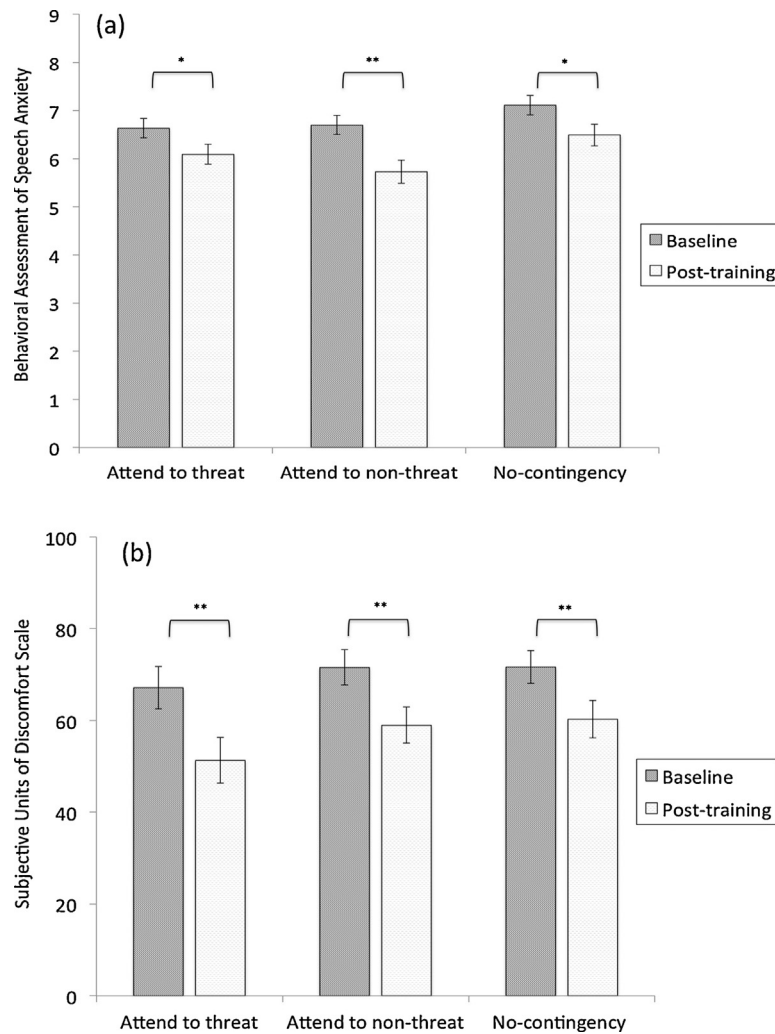 (a)
Behavioral Assessment of Speech Anxiety
9
8
7
6
5
4
3
2
1
0
*
**
*
Baseline
Post-training
Attend to threat
Attend to non-threat
No-contingency
(b)
Subjective Units of Discomfort Scale
100
80
60
40
20
0
**
**
**
Baseline
Post-training
Attend to threat
Attend to non-threat
No-contingency